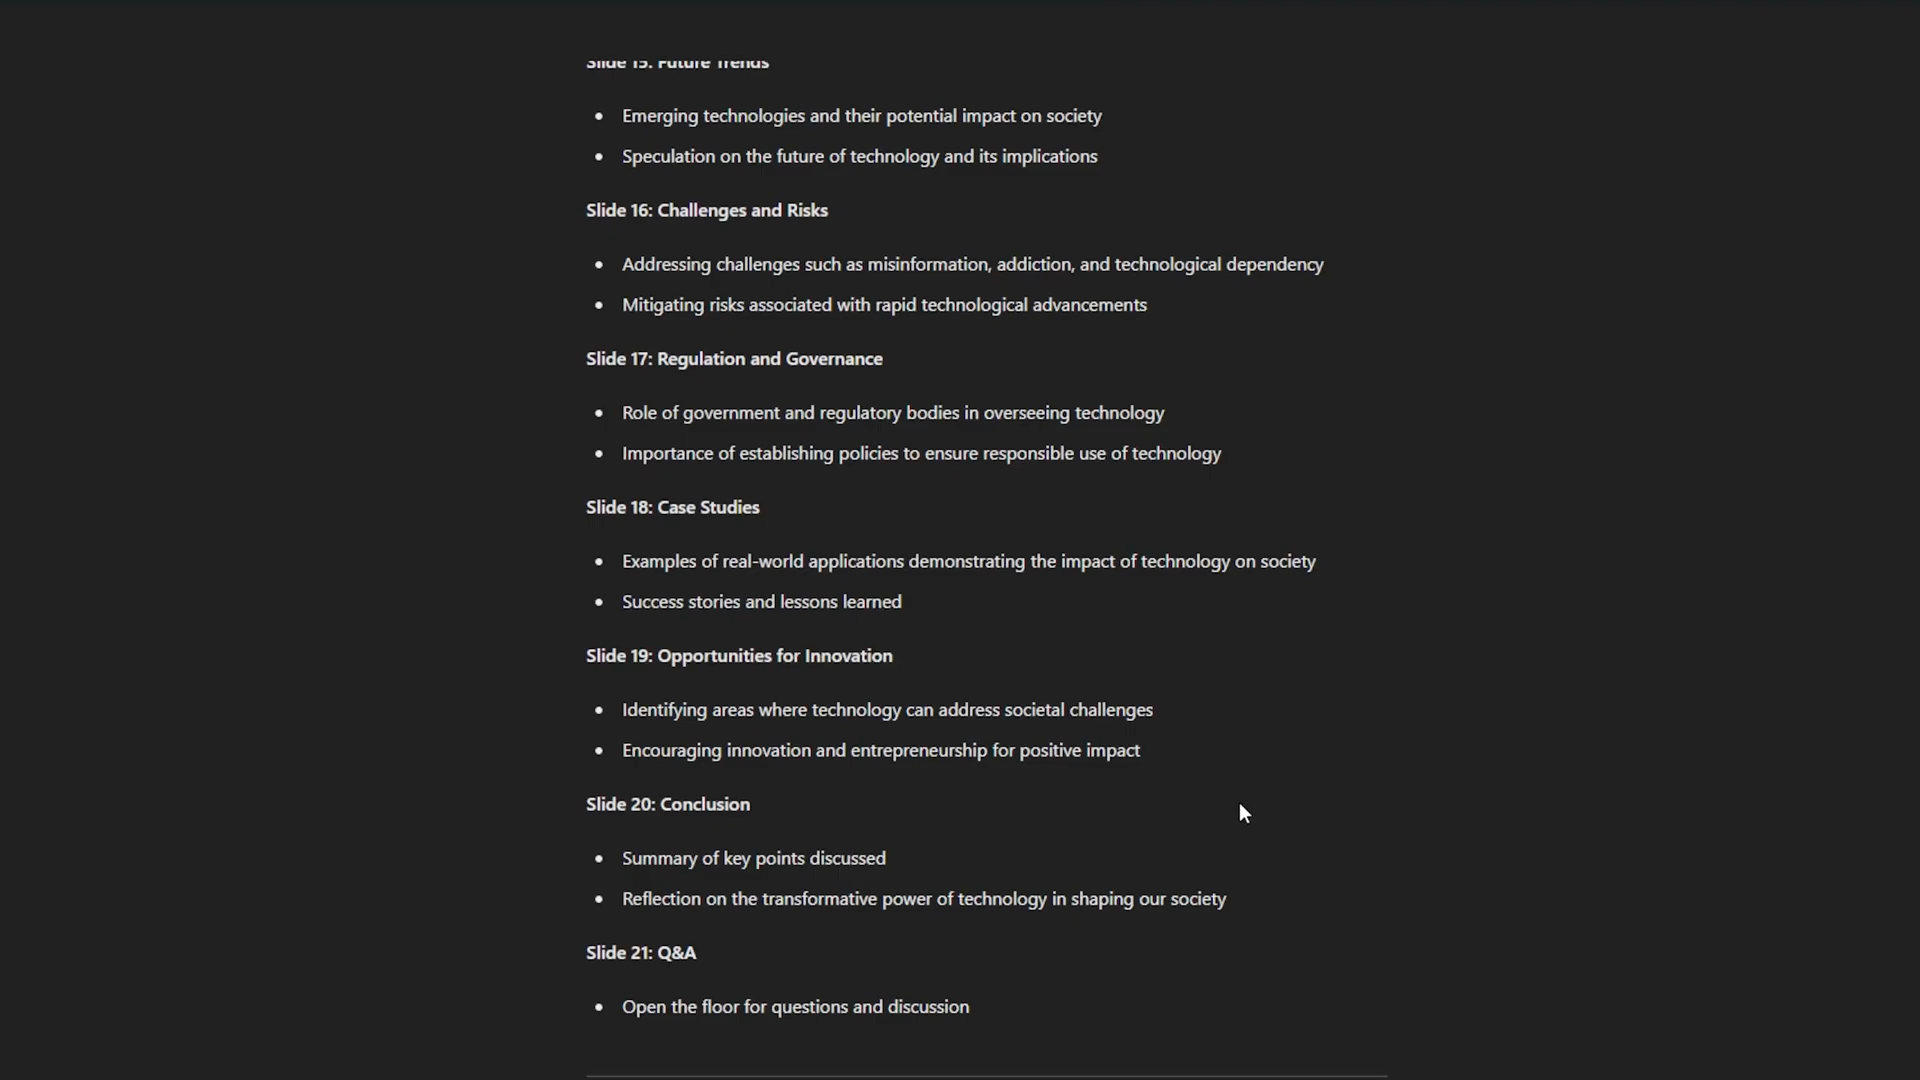 Slide 15: Future Trends
• Emerging technologies and their potential impact on society
• Speculation on the future of technology and its implications
Slide 16: Challenges and Risks
• Addressing challenges such as misinformation, addiction, and technological dependency
• Mitigating risks associated with rapid technological advancements
Slide 17: Regulation and Governance
• Role of government and regulatory bodies in overseeing technology
• Importance of establishing policies to ensure responsible use of technology
Slide 18: Case Studies
• Examples of real-world applications demonstrating the impact of technology on society
• Success stories and lessons learned
Slide 19: Opportunities for Innovation
• Identifying areas where technology can address societal challenges
• Encouraging innovation and entrepreneurship for positive impact
Slide 20: Conclusion
• Summary of key points discussed
• Reflection on the transformative power of technology in shaping our society
Slide 21: Q&A
• Open the floor for questions and discussion